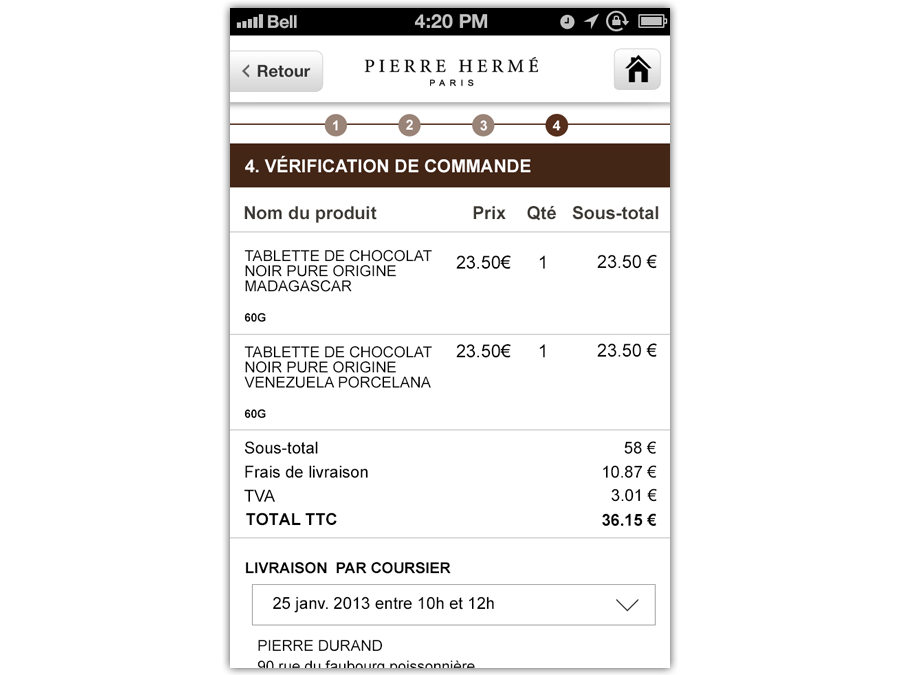 Bell 4:20 PM
Retour
PIERRE HERMÉ
PARIS
1 2 3 4
4. VÉRIFICATION DE COMMANDE
Nom du produit Prix Qté Sous-total
TABLETTE DE CHOCOLAT 23.50€ 1 23.50 €
NOIR PURE ORIGINE
MADAGASCAR
60G
TABLETTE DE CHOCOLAT 23.50€ 1 23.50 €
NOIR PURE ORIGINE
VENEZUELA PORCELANA
60G
Sous-total 58 €
Frais de livraison 10.87 €
TVA 3.01 €
TOTAL TTC 36.15 €
LIVRAISON PAR COURSIER
25 janv. 2013 entre 10h et 12h
PIERRE DURAND
90 rue du faubourg poissonnière